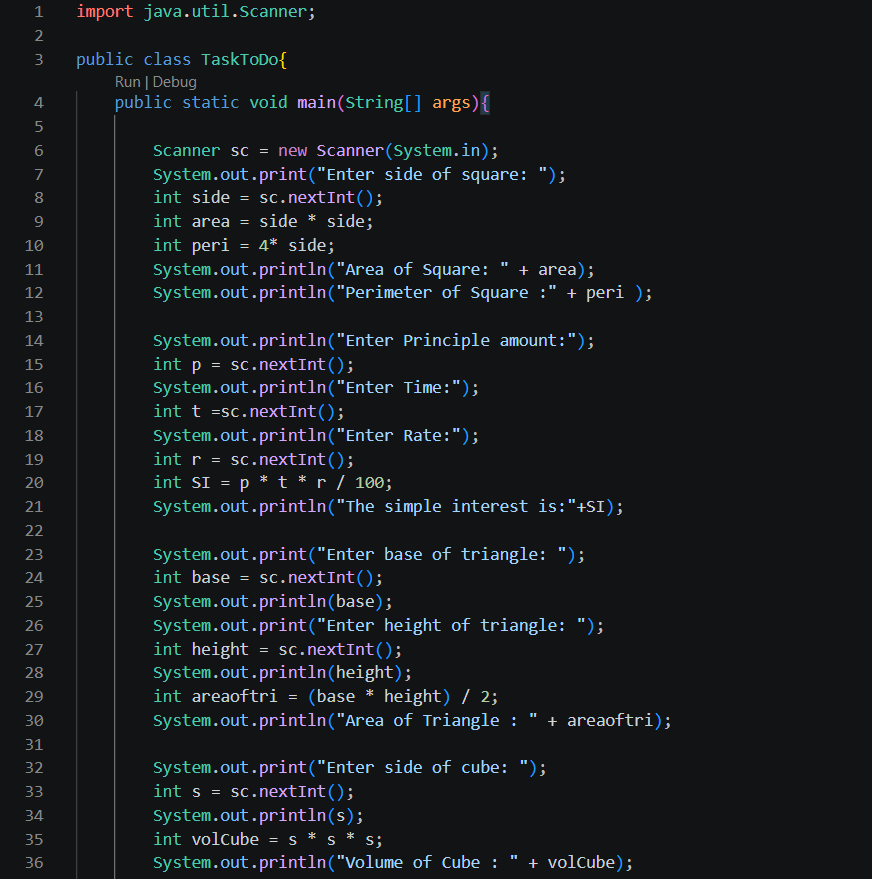 1 import java.util.Scanner;
2
3 public class TaskToDo{
Run | Debug
4 public static void main(String[] args){
5
6 Scanner sc = new Scanner(System.in);
7 System.out.print("Enter side of square: ");
8 int side = sc.nextInt();
9 int area = side * side;
10 int peri = 4* side;
11 System.out.println("Area of Square: " + area);
12 System.out.println("Perimeter of Square :" + peri );
13
14 System.out.println("Enter Principle amount:");
15 int p = sc.nextInt();
16 System.out.println("Enter Time:");
17 int t =sc.nextInt();
18 System.out.println("Enter Rate:");
19 int r = sc.nextInt();
20 int SI = p * t * r / 100;
21 System.out.println("The simple interest is:"+SI);
22
23 System.out.print("Enter base of triangle: ");
24 int base = sc.nextInt();
25 System.out.println(base);
26 System.out.print("Enter height of triangle: ");
27 int height = sc.nextInt();
28 System.out.println(height);
29 int areaoftri = (base * height) / 2;
30 System.out.println("Area of Triangle : " + areaoftri);
31
32 System.out.print("Enter side of cube: ");
33 int s = sc.nextInt();
34 System.out.println(s);
35 int volCube = s * s * s;
36 System.out.println("Volume of Cube : " + volCube);